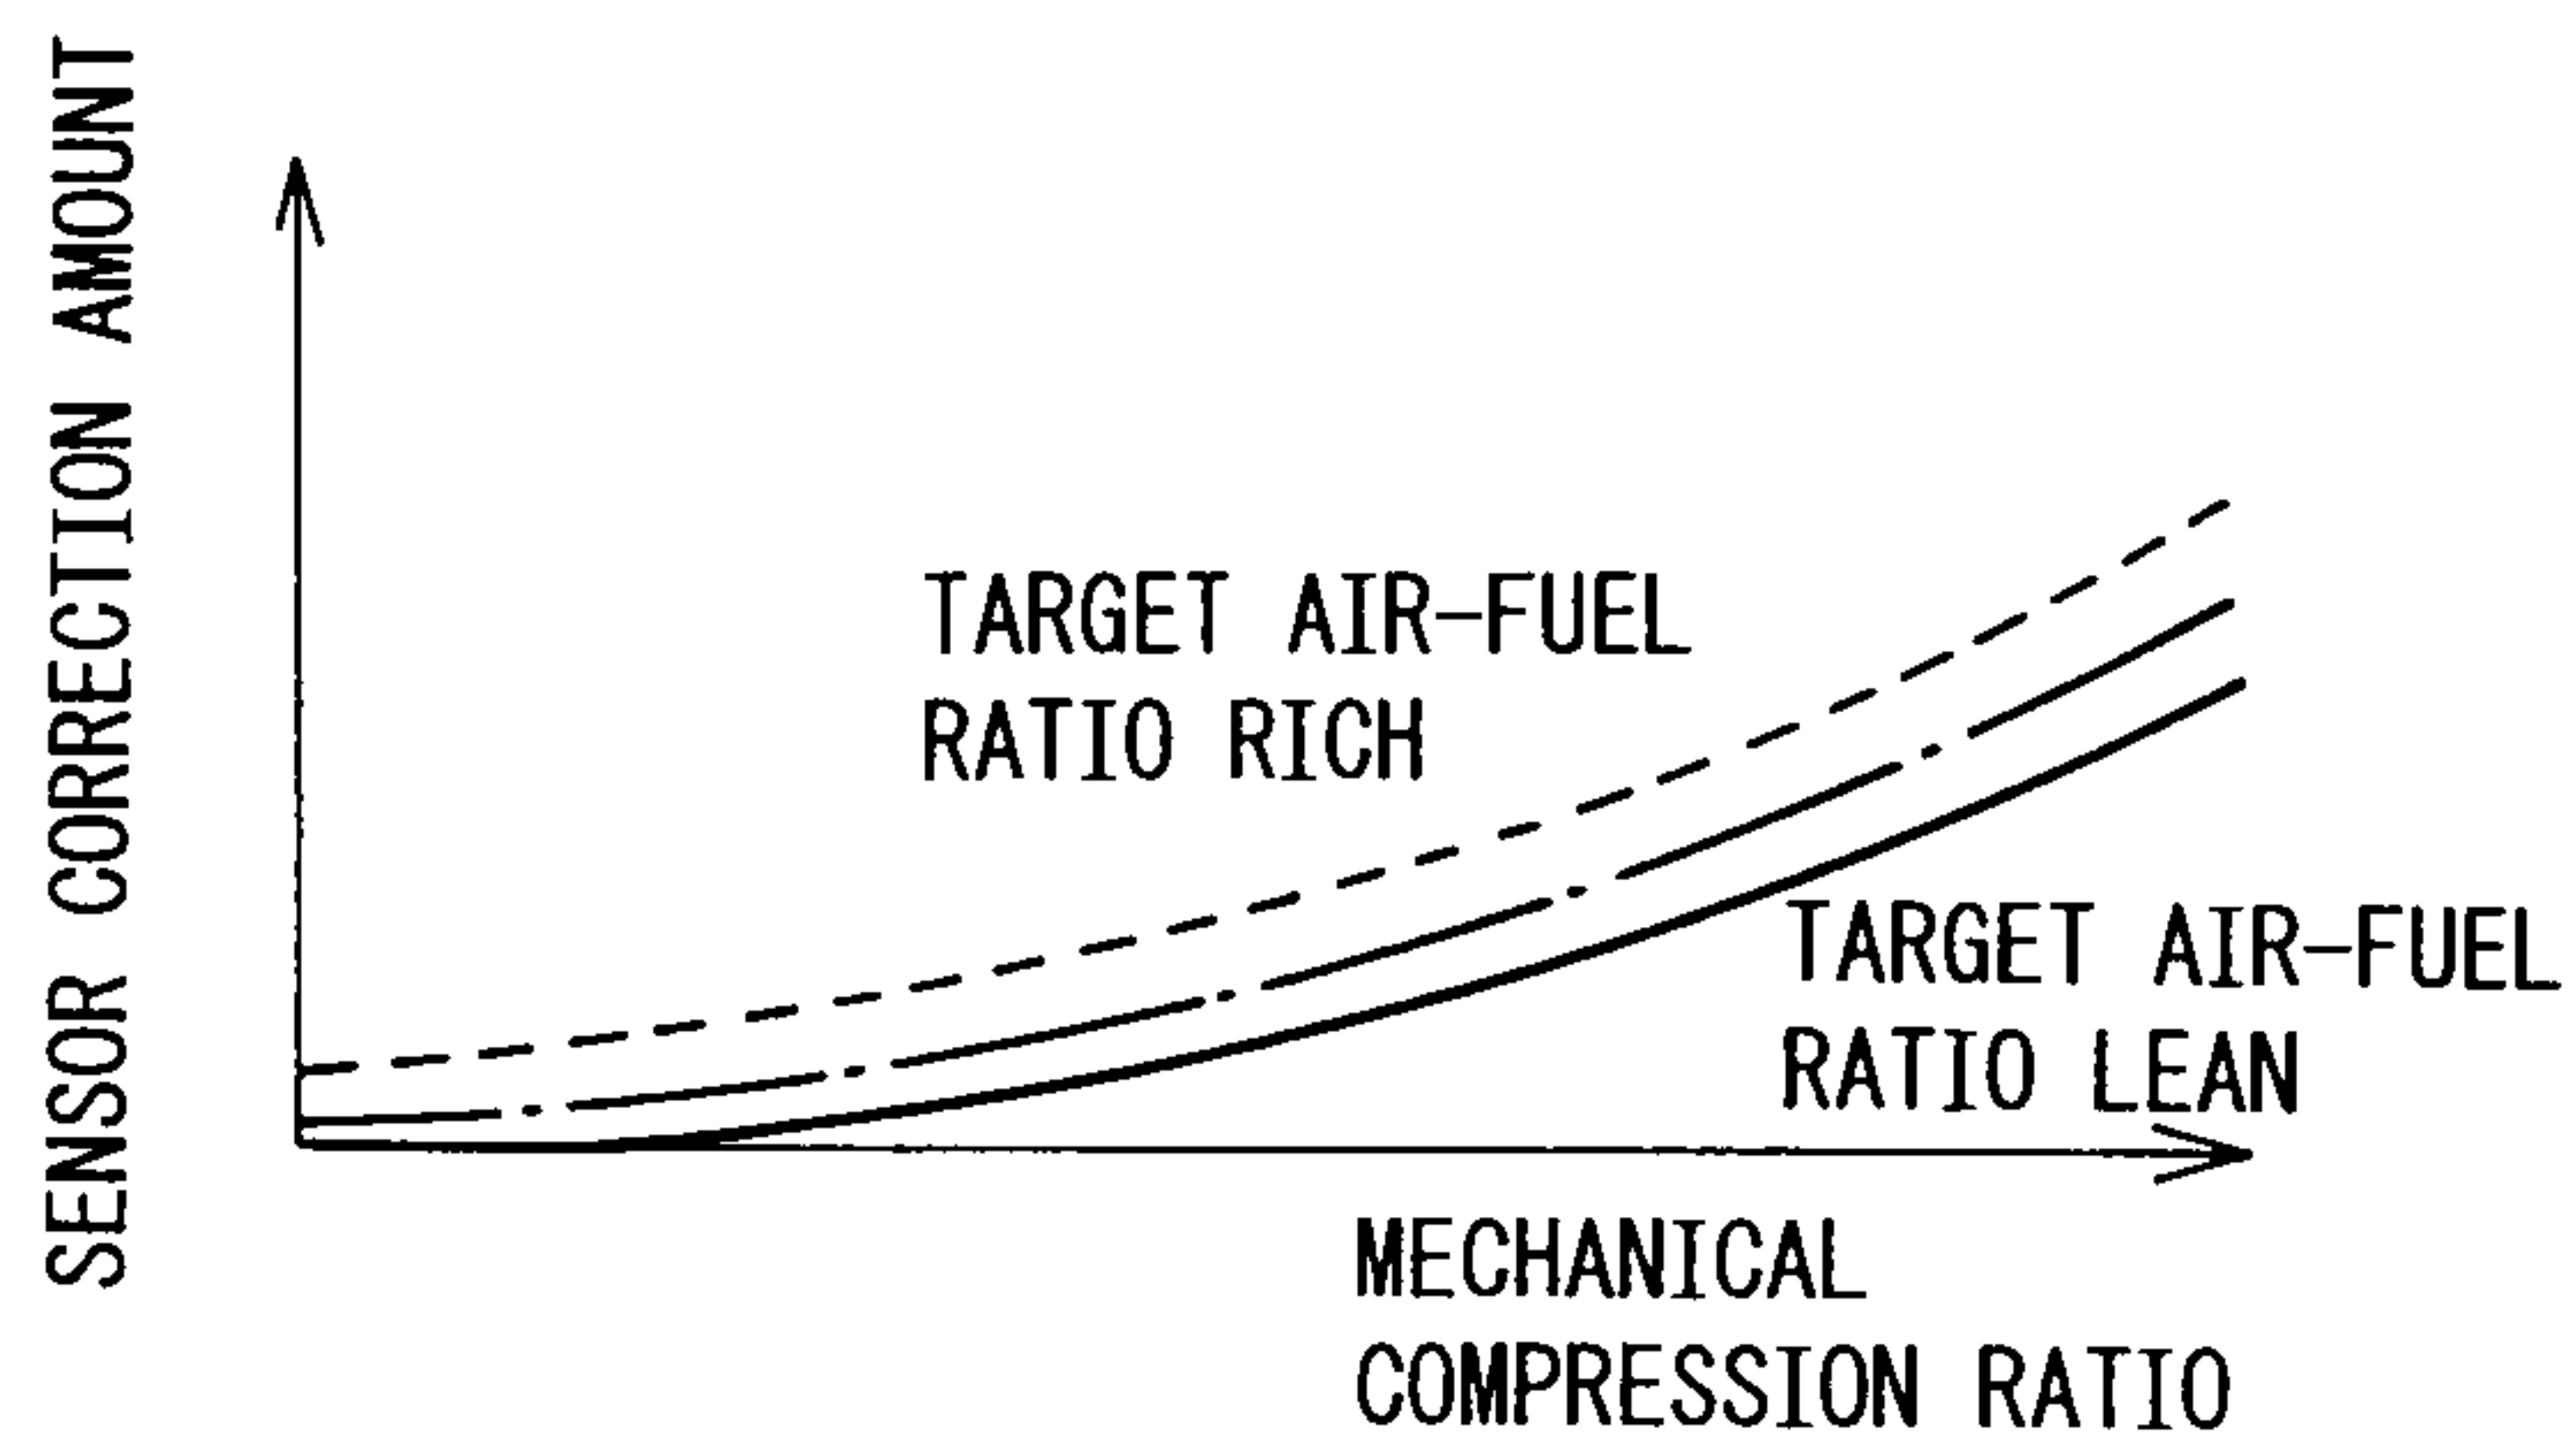 SENSOR CORRECTION AMOUNT
TARGET AIR-FUEL
RATIO RICH
TARGET AIR-FUEL
RATIO LEAN
MECHANICAL
COMPRESSION RATIO